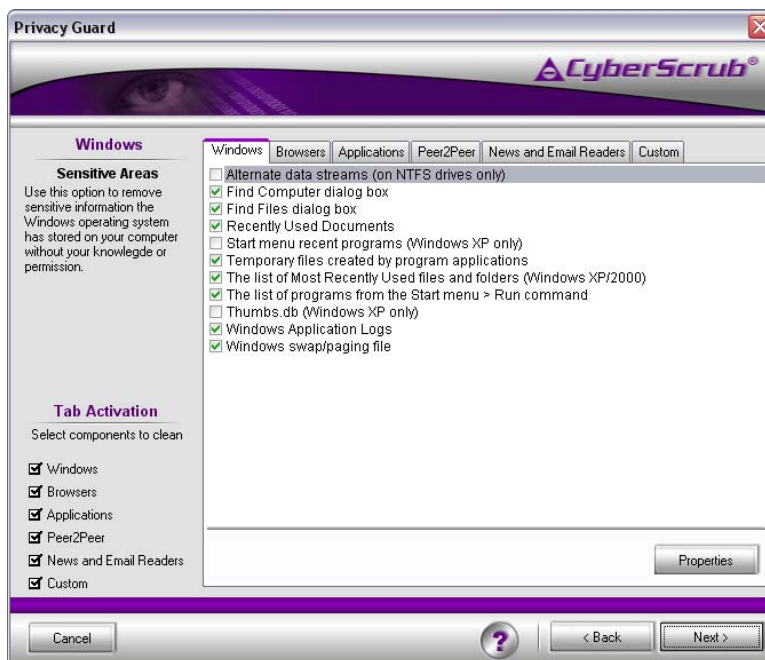 Privacy Guard
CyberScrub®
Windows
Sensitive Areas
Use this option to remove
sensitive information the
Windows operating system
has stored on your computer
without your knowlegde or
permission.
Tab Activation
Select components to clean
Windows
Browsers
Applications
Peer2Peer
News and Email Readers
Custom
Windows Browsers Applications Peer2Peer News and Email Readers Custom
Alternate data streams (on NTFS drives only)
Find Computer dialog box
Find Files dialog box
Recently Used Documents
Start menu recent programs (Windows XP only)
Temporary files created by program applications
The list of Most Recently Used files and folders (Windows XP/2000)
The list of programs from the Start menu > Run command
Thumbs.db (Windows XP only)
Windows Application Logs
Windows swap/paging file
Properties
Cancel ? < Back Next >